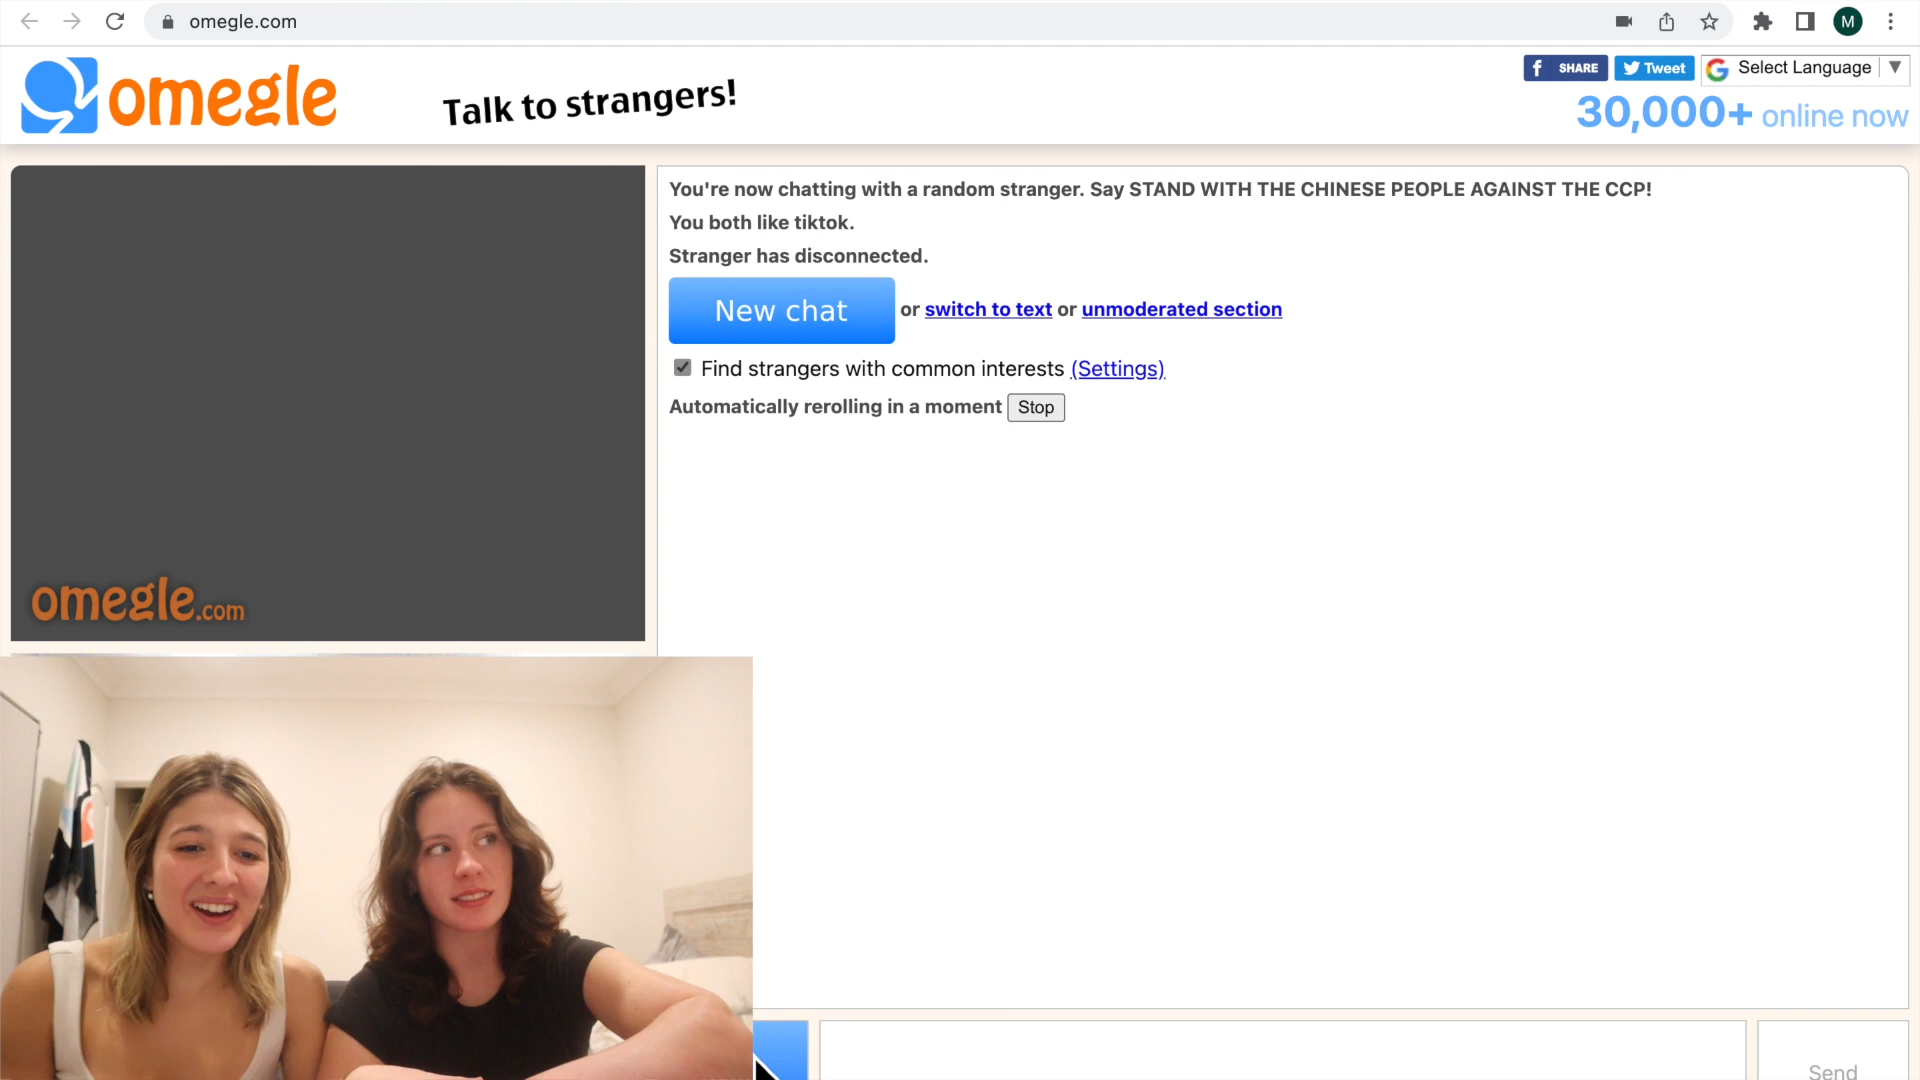 omegle.com
M
omegle
Talk to strangers!
f SHARE
Tweet
G Select Language ▼
30,000+ online now
You're now chatting with a random stranger. Say STAND WITH THE CHINESE PEOPLE AGAINST THE CCP!
You both like tiktok.
Stranger has disconnected.
New chat or switch to text or unmoderated section
Find strangers with common interests (Settings)
Automatically rerolling in a moment Stop
omegle.com
Send